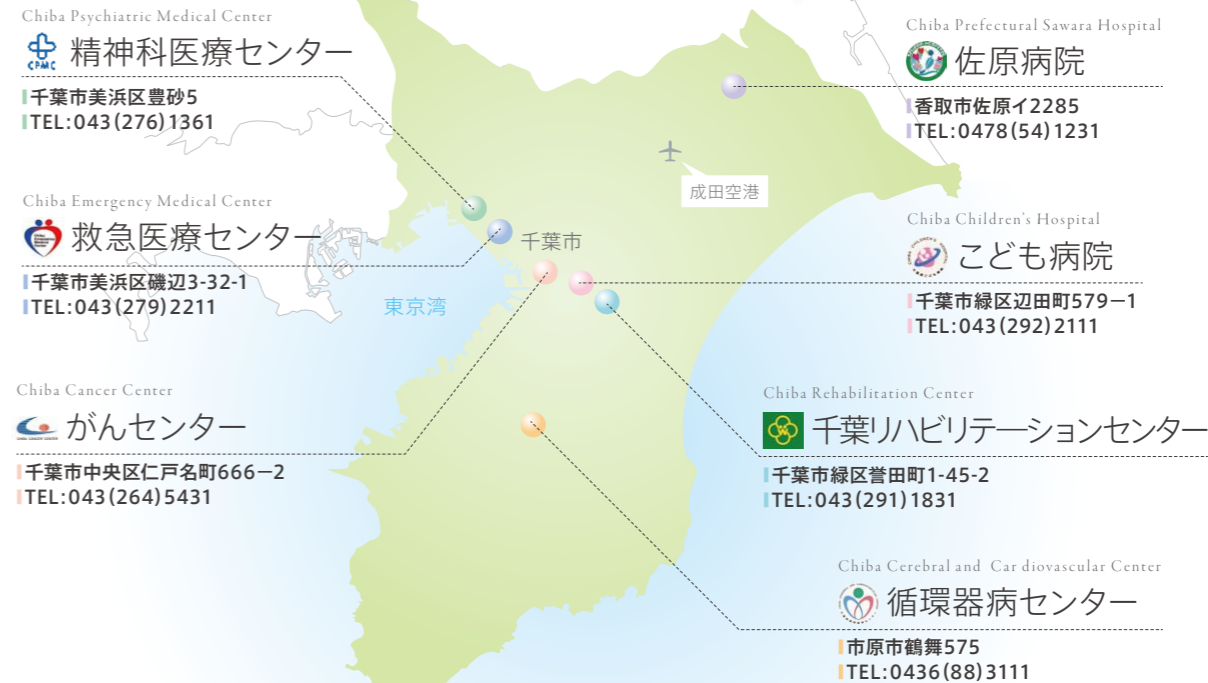 Chiba Psychiatric Medical Center
CPMC
精神科医療センター
千葉市美浜区豊砂5
TEL:043(276)1361
Chiba Emergency Medical Center
救急医療センター
千葉市美浜区磯辺3-32-1
TEL:043(279)2211
Chiba Cancer Center
がんセンター
千葉市中央区仁戸名町666－2
TEL:043(264)5431
成田空港
千葉市
東京湾
Chiba Prefectural Sawara Hospital
佐原病院
香取市佐原イ2285
TEL:0478(54)1231
Chiba Children's Hospital
こども病院
千葉市緑区辺田町579－1
TEL:043(292)2111
Chiba Rehabilitation Center
千葉リハビリテーションセンター
千葉市緑区誉田町1-45-2
TEL:043(291)1831
Chiba Cerebral and Car diovascular Center
循環器病センター
市原市鶴舞575
TEL:0436(88)3111